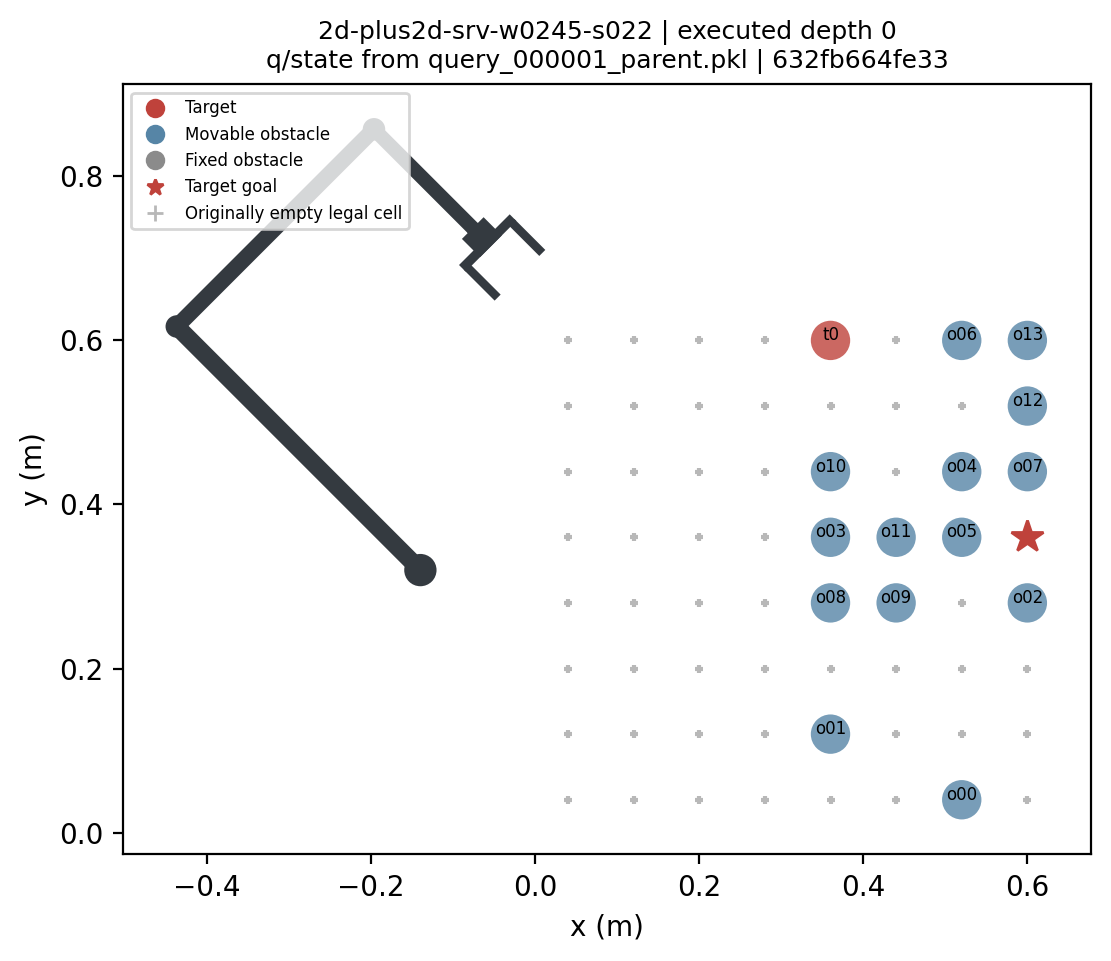 2d-plus2d-srv-w0245-s022 | executed depth 0
q/state from query_000001_parent.pkl | 632fb664fe33
Target
Movable obstacle
Fixed obstacle
Target goal
Originally empty legal cell
0.8
0.6
0.4
0.2
0.0
y (m)
t0
o06
o13
o12
o10
o04
o07
o03
o11
o05
o08
o09
o02
o01
o00
−0.4
−0.2
0.0
0.2
0.4
0.6
x (m)